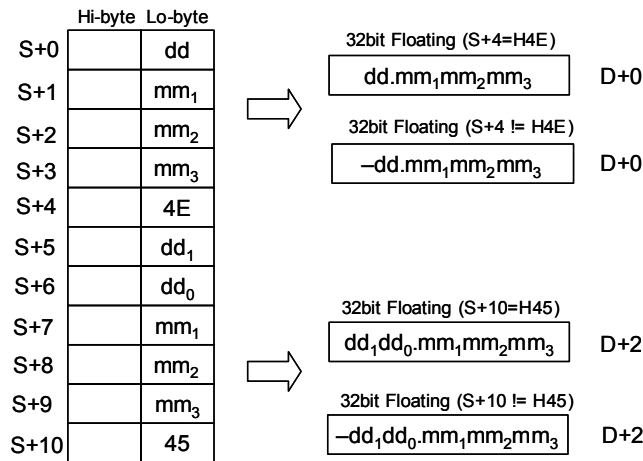 Hi-byte Lo-byte
S+0 dd
S+1 mm₁
S+2 mm₂
S+3 mm₃
S+4 4E
S+5 dd₁
S+6 dd₀
S+7 mm₁
S+8 mm₂
S+9 mm₃
S+10 45
32bit Floating (S+4=H4E)
dd.mm₁mm₂mm₃ D+0
32bit Floating (S+4 != H4E)
–dd.mm₁mm₂mm₃ D+0
32bit Floating (S+10=H45)
dd₁dd₀.mm₁mm₂mm₃ D+2
32bit Floating (S+10 != H45)
–dd₁dd₀.mm₁mm₂mm₃ D+2